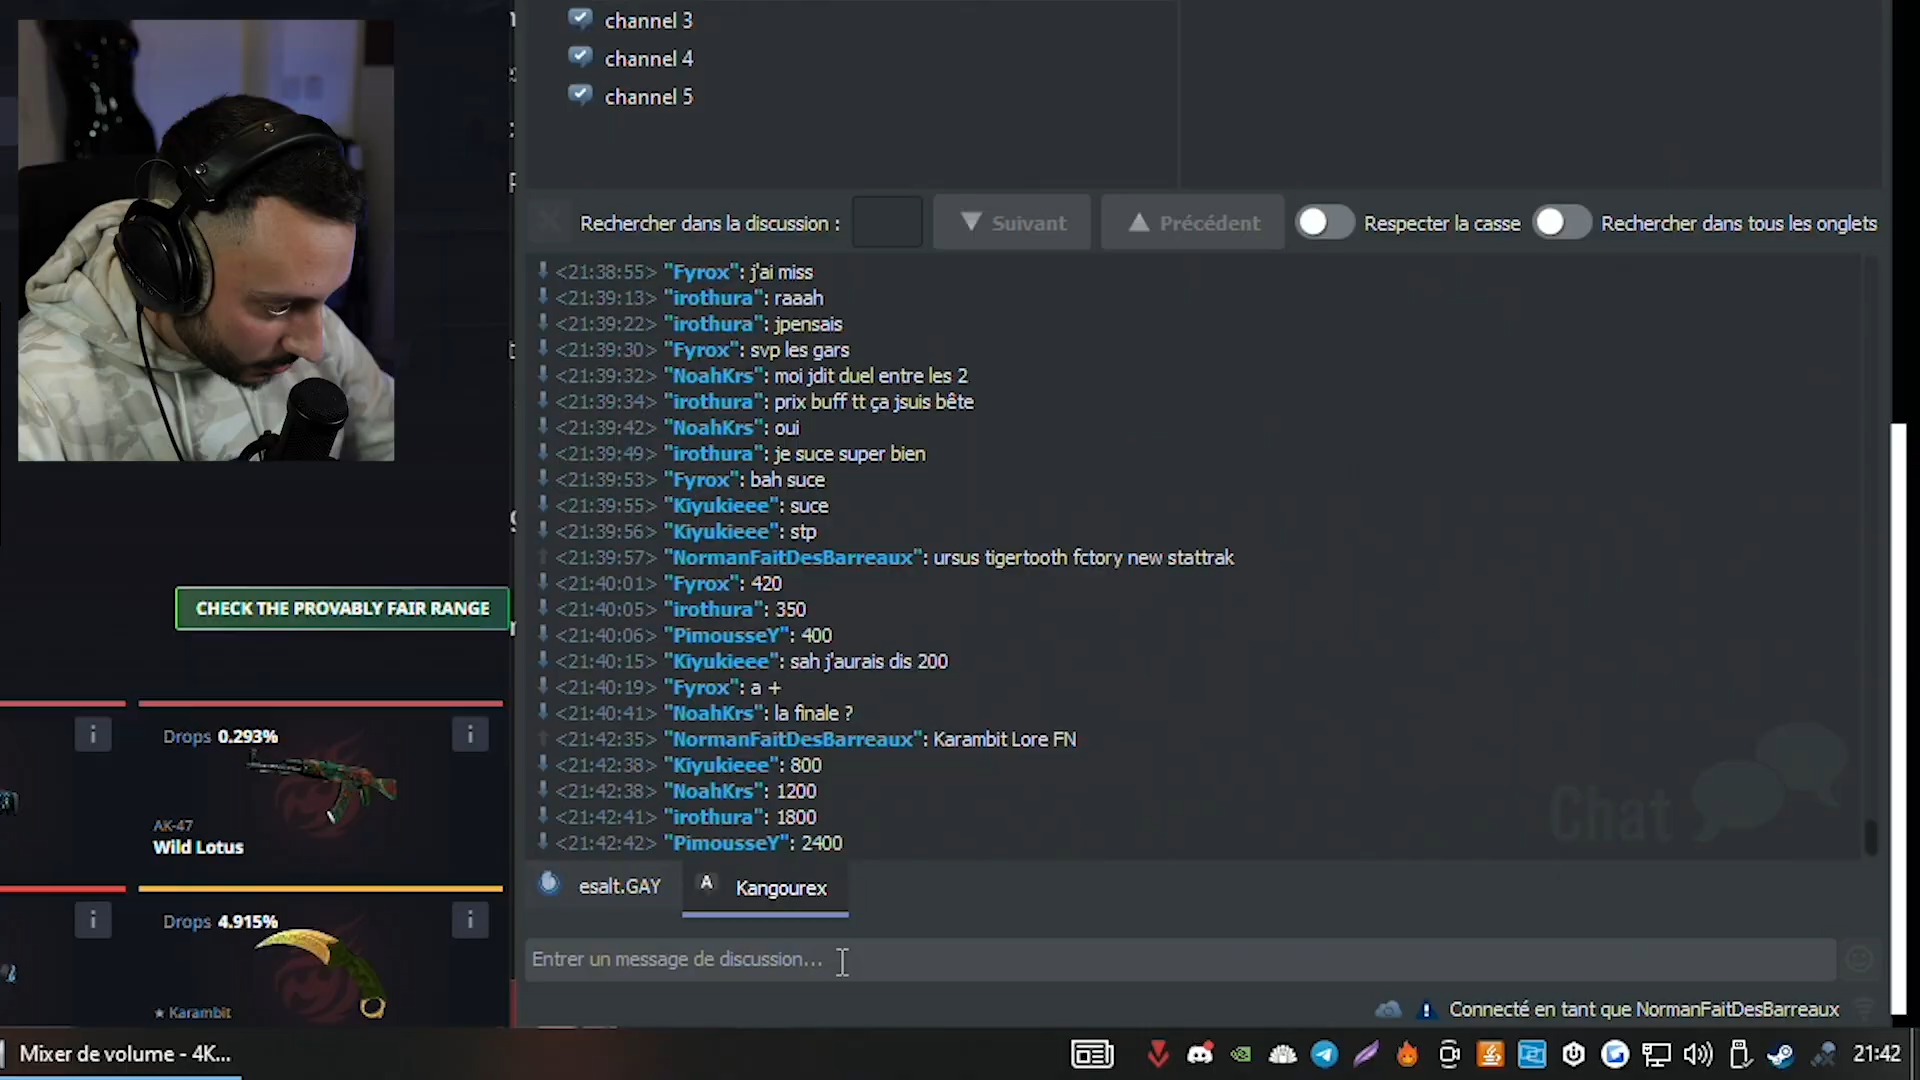 channel 3
channel 4
channel 5
Rechercher dans la discussion :
Suivant
Précédent
Respecter la casse
Rechercher dans tous les onglets
<21:38:55> "Fyrox": j'ai miss
<21:39:13> "irothura": raaah
<21:39:22> "irothura": jpensais
<21:39:30> "Fyrox": svp les gars
<21:39:32> "NoahKrs": moi jdit duel entre les 2
<21:39:34> "irothura": prix buff tt ça jsuis bête
<21:39:42> "NoahKrs": oui
<21:39:49> "irothura": je suce super bien
<21:39:53> "Fyrox": bah suce
<21:39:55> "Kiyukieee": suce
<21:39:56> "Kiyukieee": stp
<21:39:57> "NormanFaitDesBarreaux": ursus tigertooth fctory new stattrak
<21:40:01> "Fyrox": 420
<21:40:05> "irothura": 350
<21:40:06> "PimousseY": 400
<21:40:15> "Kiyukieee": sah j'aurais dis 200
<21:40:19> "Fyrox": a +
<21:40:41> "NoahKrs": la finale ?
<21:42:35> "NormanFaitDesBarreaux": Karambit Lore FN
<21:42:38> "Kiyukieee": 800
<21:42:38> "NoahKrs": 1200
<21:42:41> "irothura": 1800
<21:42:42> "PimousseY": 2400
Chat
esalt.GAY
Kangourex
Entrer un message de discussion...
Connecté en tant que NormanFaitDesBarreaux
CHECK THE PROVABLY FAIR RANGE
Drops 0.293%
AK-47
Wild Lotus
Drops 4.915%
★ Karambit
Mixer de volume - 4K...
21:42